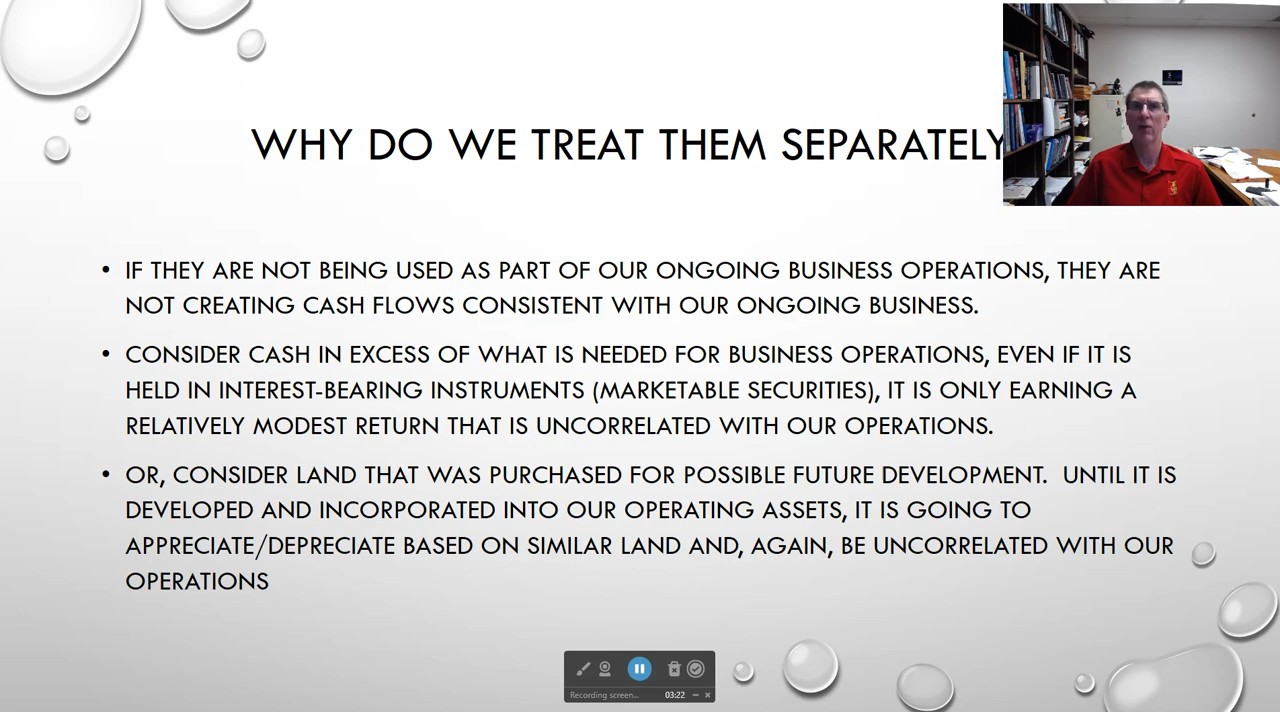 WHY DO WE TREAT THEM SEPARATELY
• IF THEY ARE NOT BEING USED AS PART OF OUR ONGOING BUSINESS OPERATIONS, THEY ARE
NOT CREATING CASH FLOWS CONSISTENT WITH OUR ONGOING BUSINESS.
• CONSIDER CASH IN EXCESS OF WHAT IS NEEDED FOR BUSINESS OPERATIONS, EVEN IF IT IS
HELD IN INTEREST-BEARING INSTRUMENTS (MARKETABLE SECURITIES), IT IS ONLY EARNING A
RELATIVELY MODEST RETURN THAT IS UNCORRELATED WITH OUR OPERATIONS.
• OR, CONSIDER LAND THAT WAS PURCHASED FOR POSSIBLE FUTURE DEVELOPMENT.  UNTIL IT IS
DEVELOPED AND INCORPORATED INTO OUR OPERATING ASSETS, IT IS GOING TO
APPRECIATE/DEPRECIATE BASED ON SIMILAR LAND AND, AGAIN, BE UNCORRELATED WITH OUR
OPERATIONS
Recording screen... 03:22